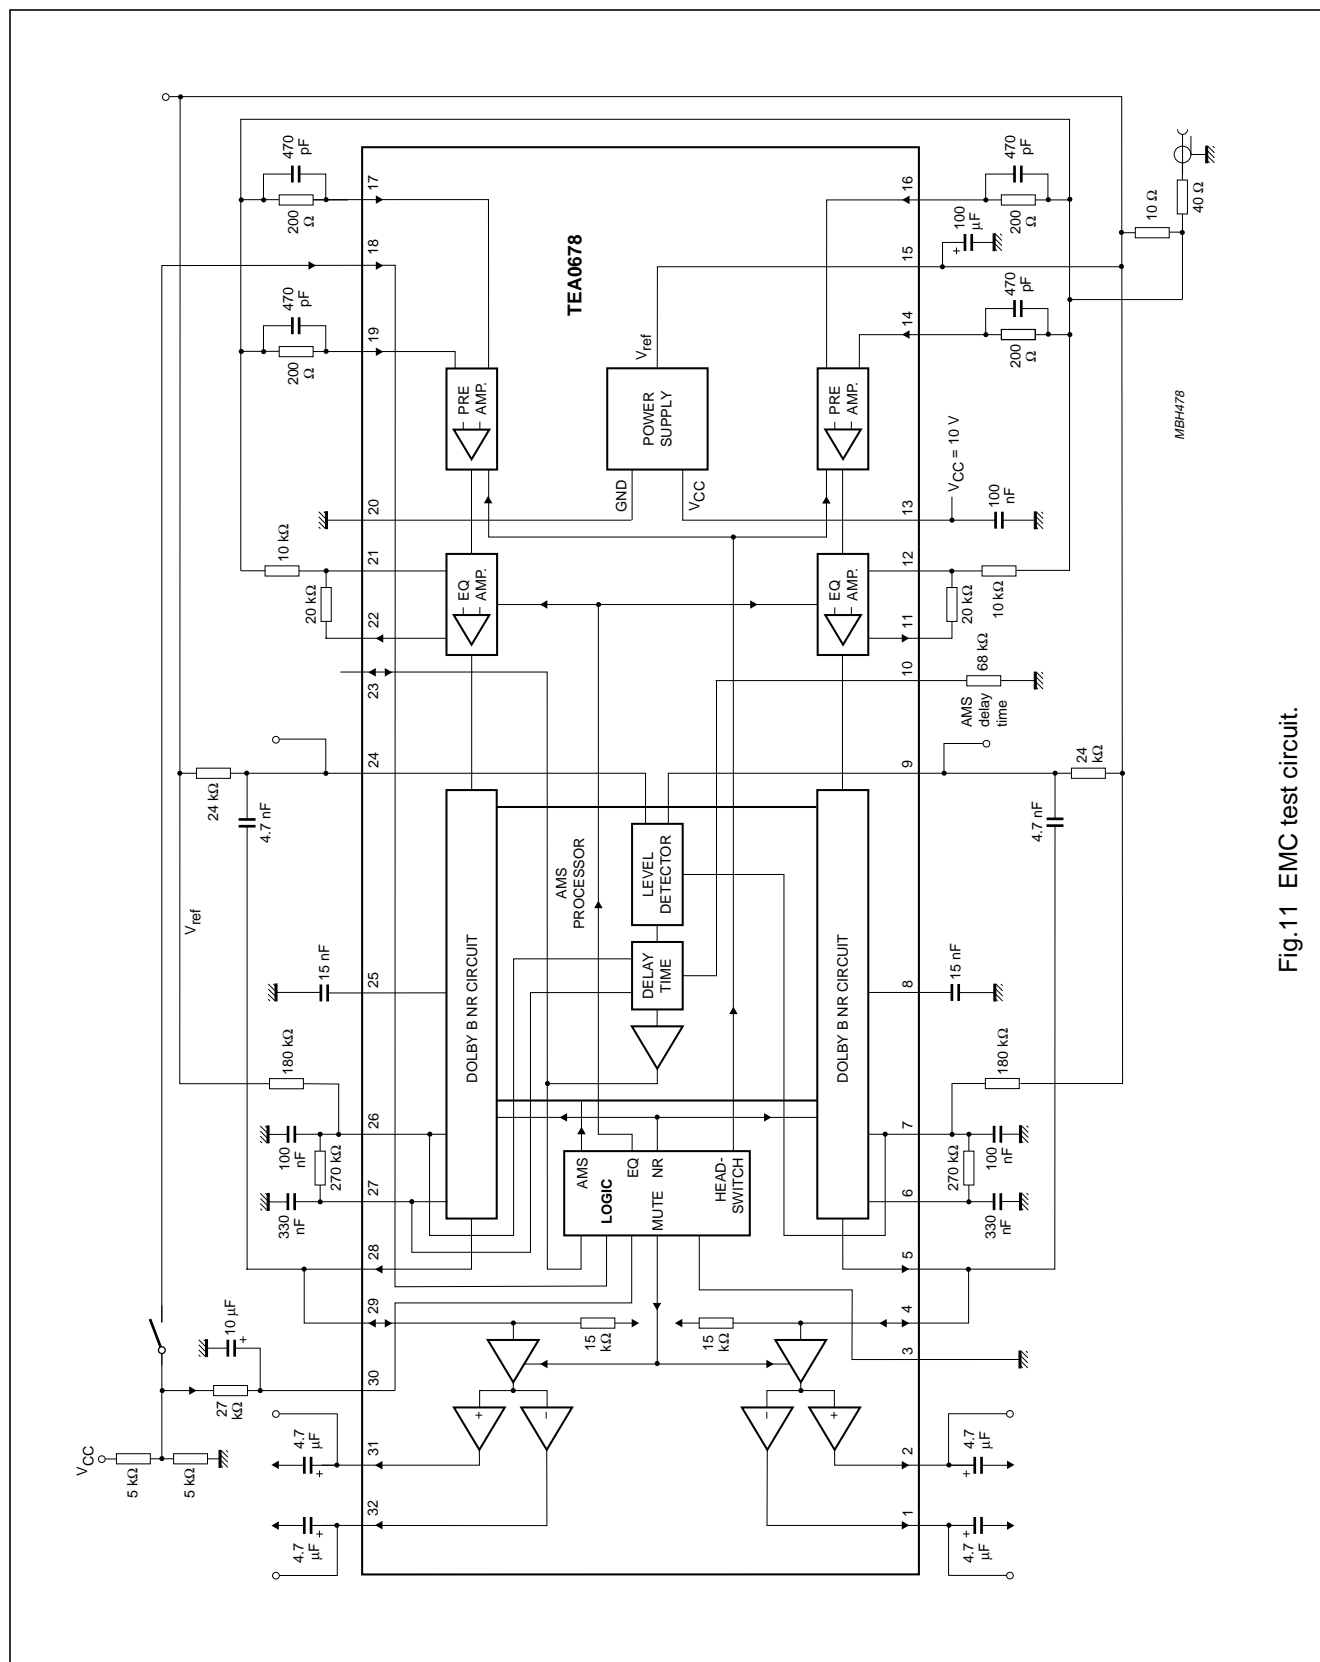 470
pF
200
Ω
17
18
470
pF
200
Ω
19
20
10 kΩ
21
20 kΩ
22
23
24
24 kΩ
4.7 nF
Vref
25
15 nF
180 kΩ
26
100
nF
270 kΩ
27
330
nF
28
29
10 μF
+
30
27
kΩ
VCC
5 kΩ
5 kΩ
4.7
μF
+
31
4.7
μF
+
32
TEA0678
PRE
AMP.
Vref
POWER
SUPPLY
GND
VCC
PRE
AMP.
EQ
AMP.
EQ
AMP.
DOLBY B NR CIRCUIT
AMS
PROCESSOR
LEVEL
DETECTOR
DELAY
TIME
DOLBY B NR CIRCUIT
AMS
EQ
NR
LOGIC
MUTE
HEAD-
SWITCH
15
kΩ
15
kΩ
+
−
−
+
16
470
pF
200
Ω
15
100
μF
+
14
470
pF
200
Ω
10 Ω
40 Ω
13
VCC = 10 V
100
nF
12
20 kΩ
10 kΩ
11
10
68 kΩ
AMS
delay
time
9
24
kΩ
4.7 nF
8
15 nF
180 kΩ
7
100
nF
270 kΩ
6
330
nF
5
4
3
2
4.7
μF
+
1
4.7
μF
+
MBH478
Fig.11 EMC test circuit.